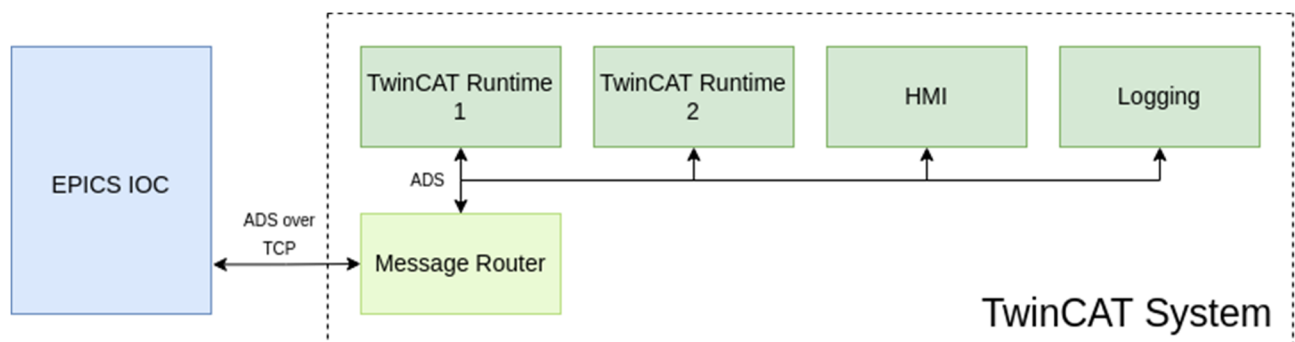 TwinCAT Runtime
1
TwinCAT Runtime
2
HMI
Logging
EPICS IOC
ADS
ADS over
TCP
Message Router
TwinCAT System